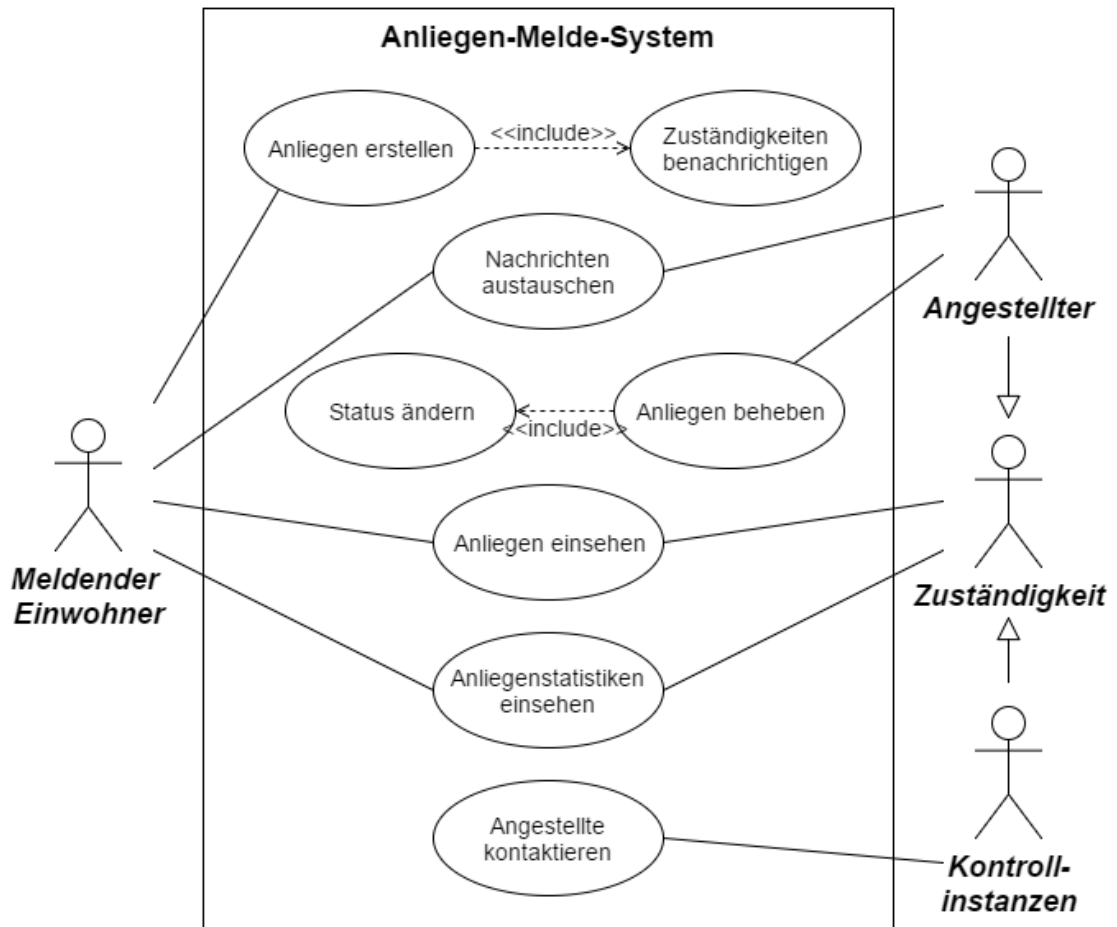 Anliegen-Melde-System
Anliegen erstellen
<<include>>
Zuständigkeiten
benachrichtigen
Nachrichten
austauschen
Angestellter
Status ändern
<<include>>
Anliegen beheben
Meldender
Einwohner
Anliegen einsehen
Zuständigkeit
Anliegenstatistiken
einsehen
Angestellte
kontaktieren
Kontroll-
instanzen